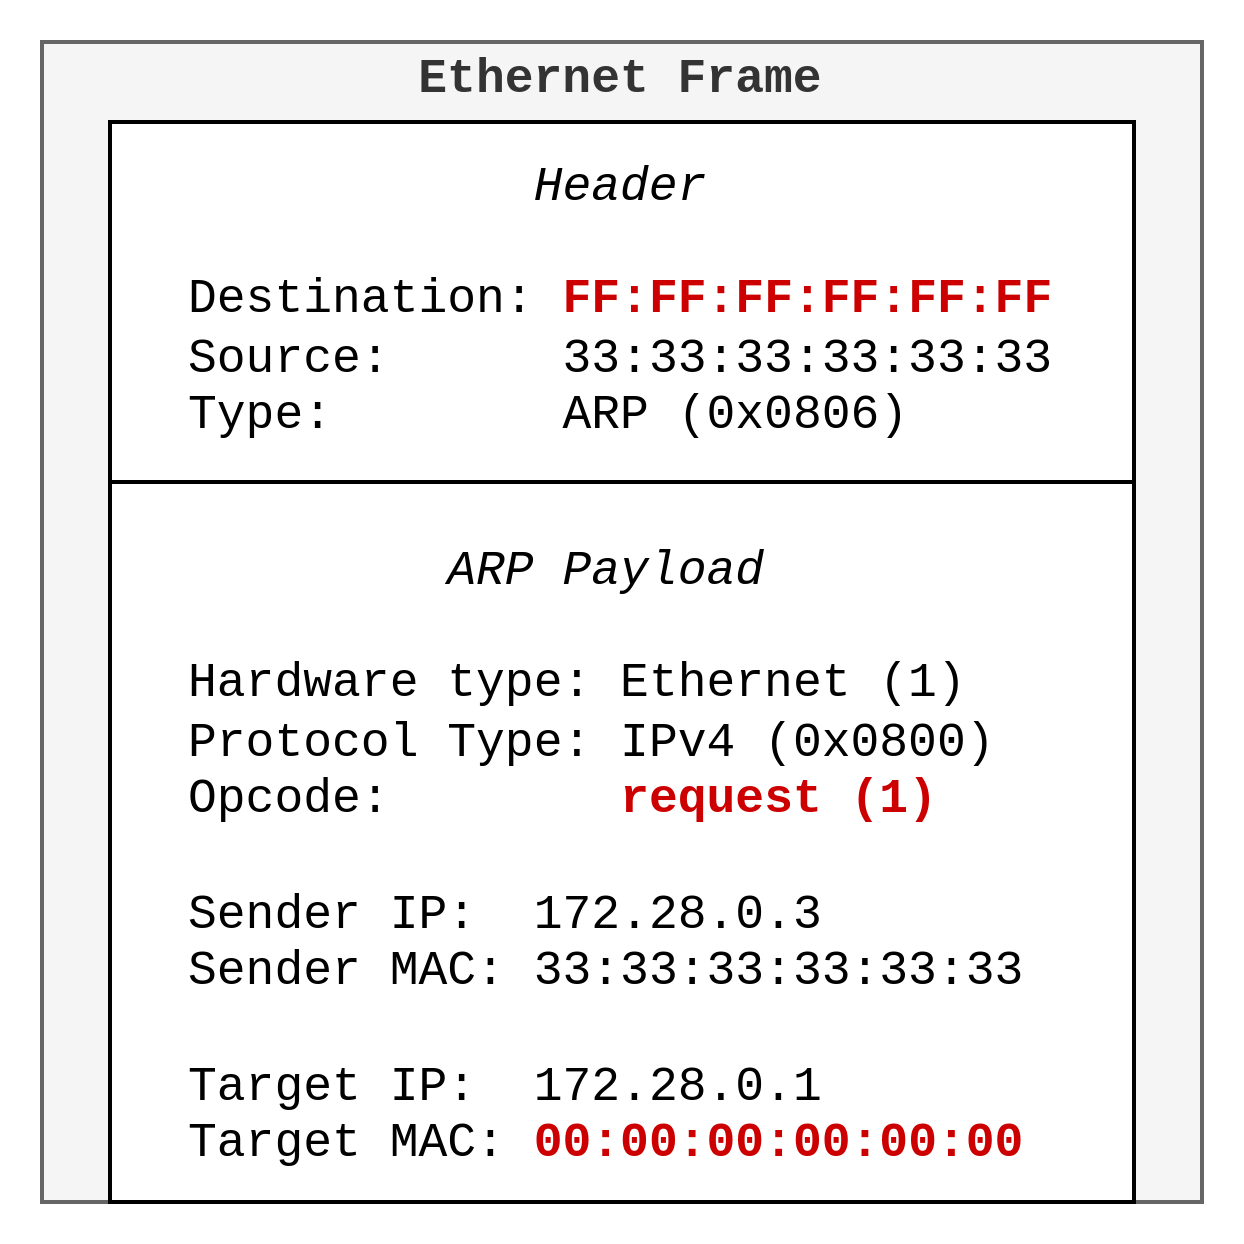 Ethernet Frame
Header
Destination: FF:FF:FF:FF:FF:FF
Source: 33:33:33:33:33:33
Type: ARP (0x0806)
ARP Payload
Hardware type: Ethernet (1)
Protocol Type: IPv4 (0x0800)
Opcode: request (1)
Sender IP: 172.28.0.3
Sender MAC: 33:33:33:33:33:33
Target IP: 172.28.0.1
Target MAC: 00:00:00:00:00:00